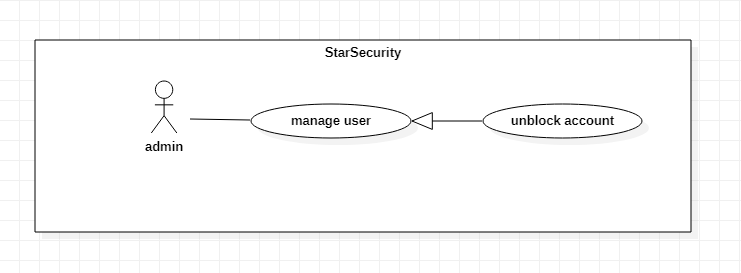 StarSecurity
manage user
unblock account
admin